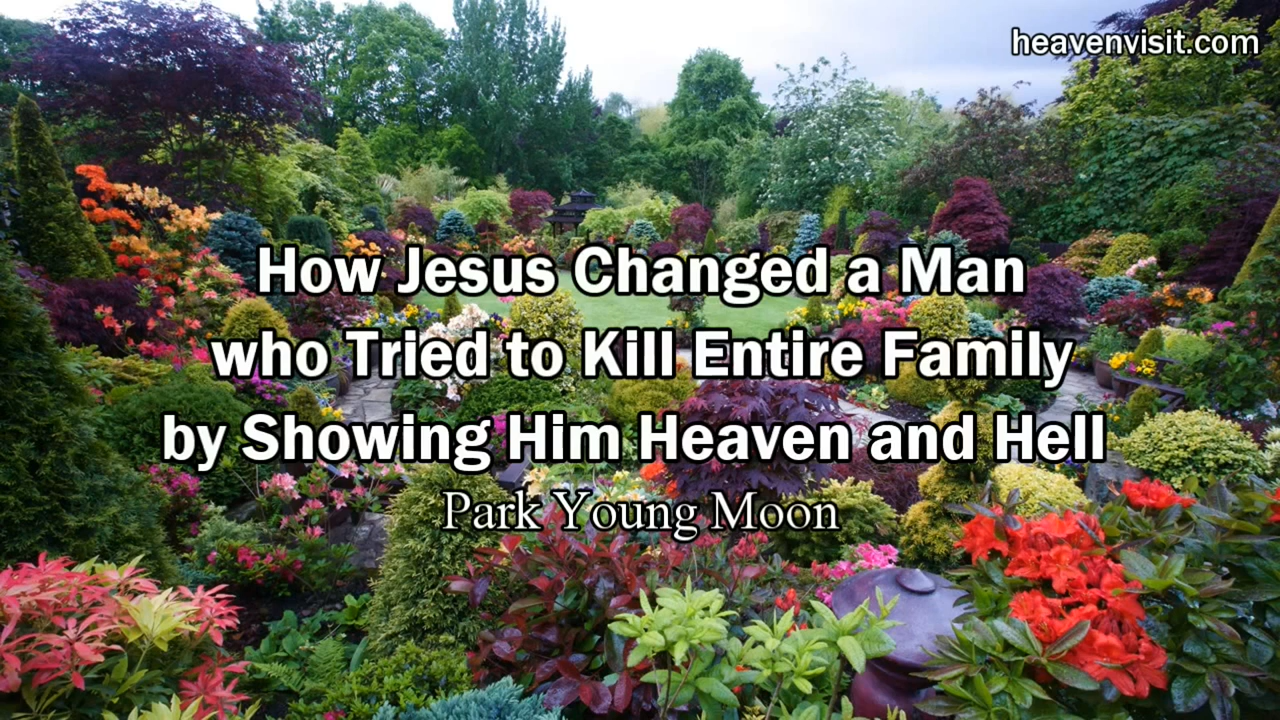 heavenvisit.com
How Jesus Changed a Man
who Tried to Kill Entire Family
by Showing Him Heaven and Hell
Park Young Moon